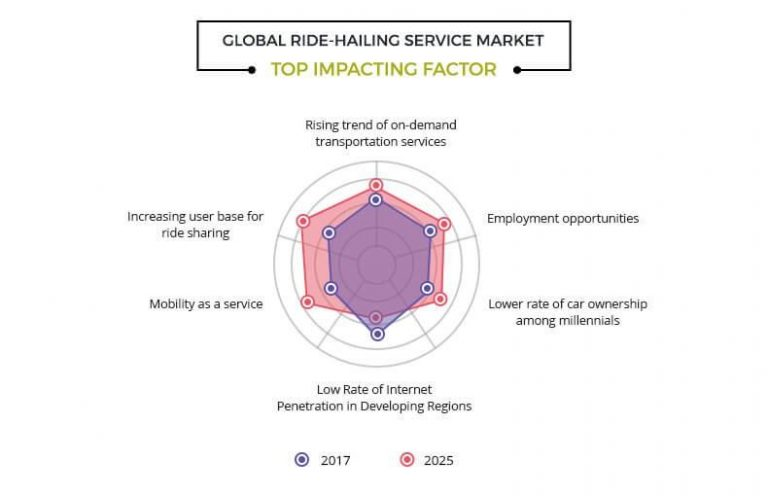 GLOBAL RIDE-HAILING SERVICE MARKET
TOP IMPACTING FACTOR
Rising trend of on-demand
transportation services
Increasing user base for
ride sharing
Employment opportunities
Mobility as a service
Lower rate of car ownership
among millennials
Low Rate of Internet
Penetration in Developing Regions
2017
2025